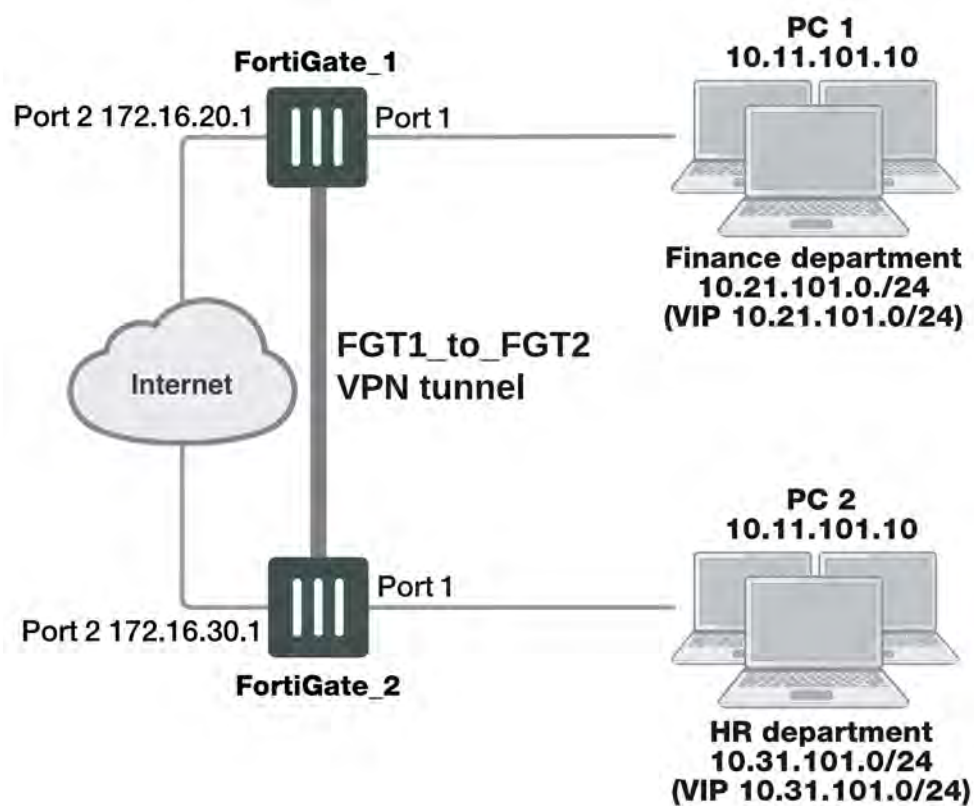 PC 1
10.11.101.10
FortiGate_1
Port 2 172.16.20.1
Port 1
Finance department
10.21.101.0./24
(VIP 10.21.101.0/24)
FGT1_to_FGT2
VPN tunnel
Internet
PC 2
10.11.101.10
Port 1
Port 2 172.16.30.1
FortiGate_2
HR department
10.31.101.0/24
(VIP 10.31.101.0/24)